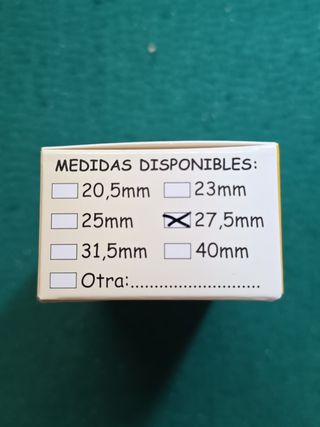 MEDIDAS DISPONIBLES:
20,5mm 23mm
25mm 27,5mm
31,5mm 40mm
Otra:...........................